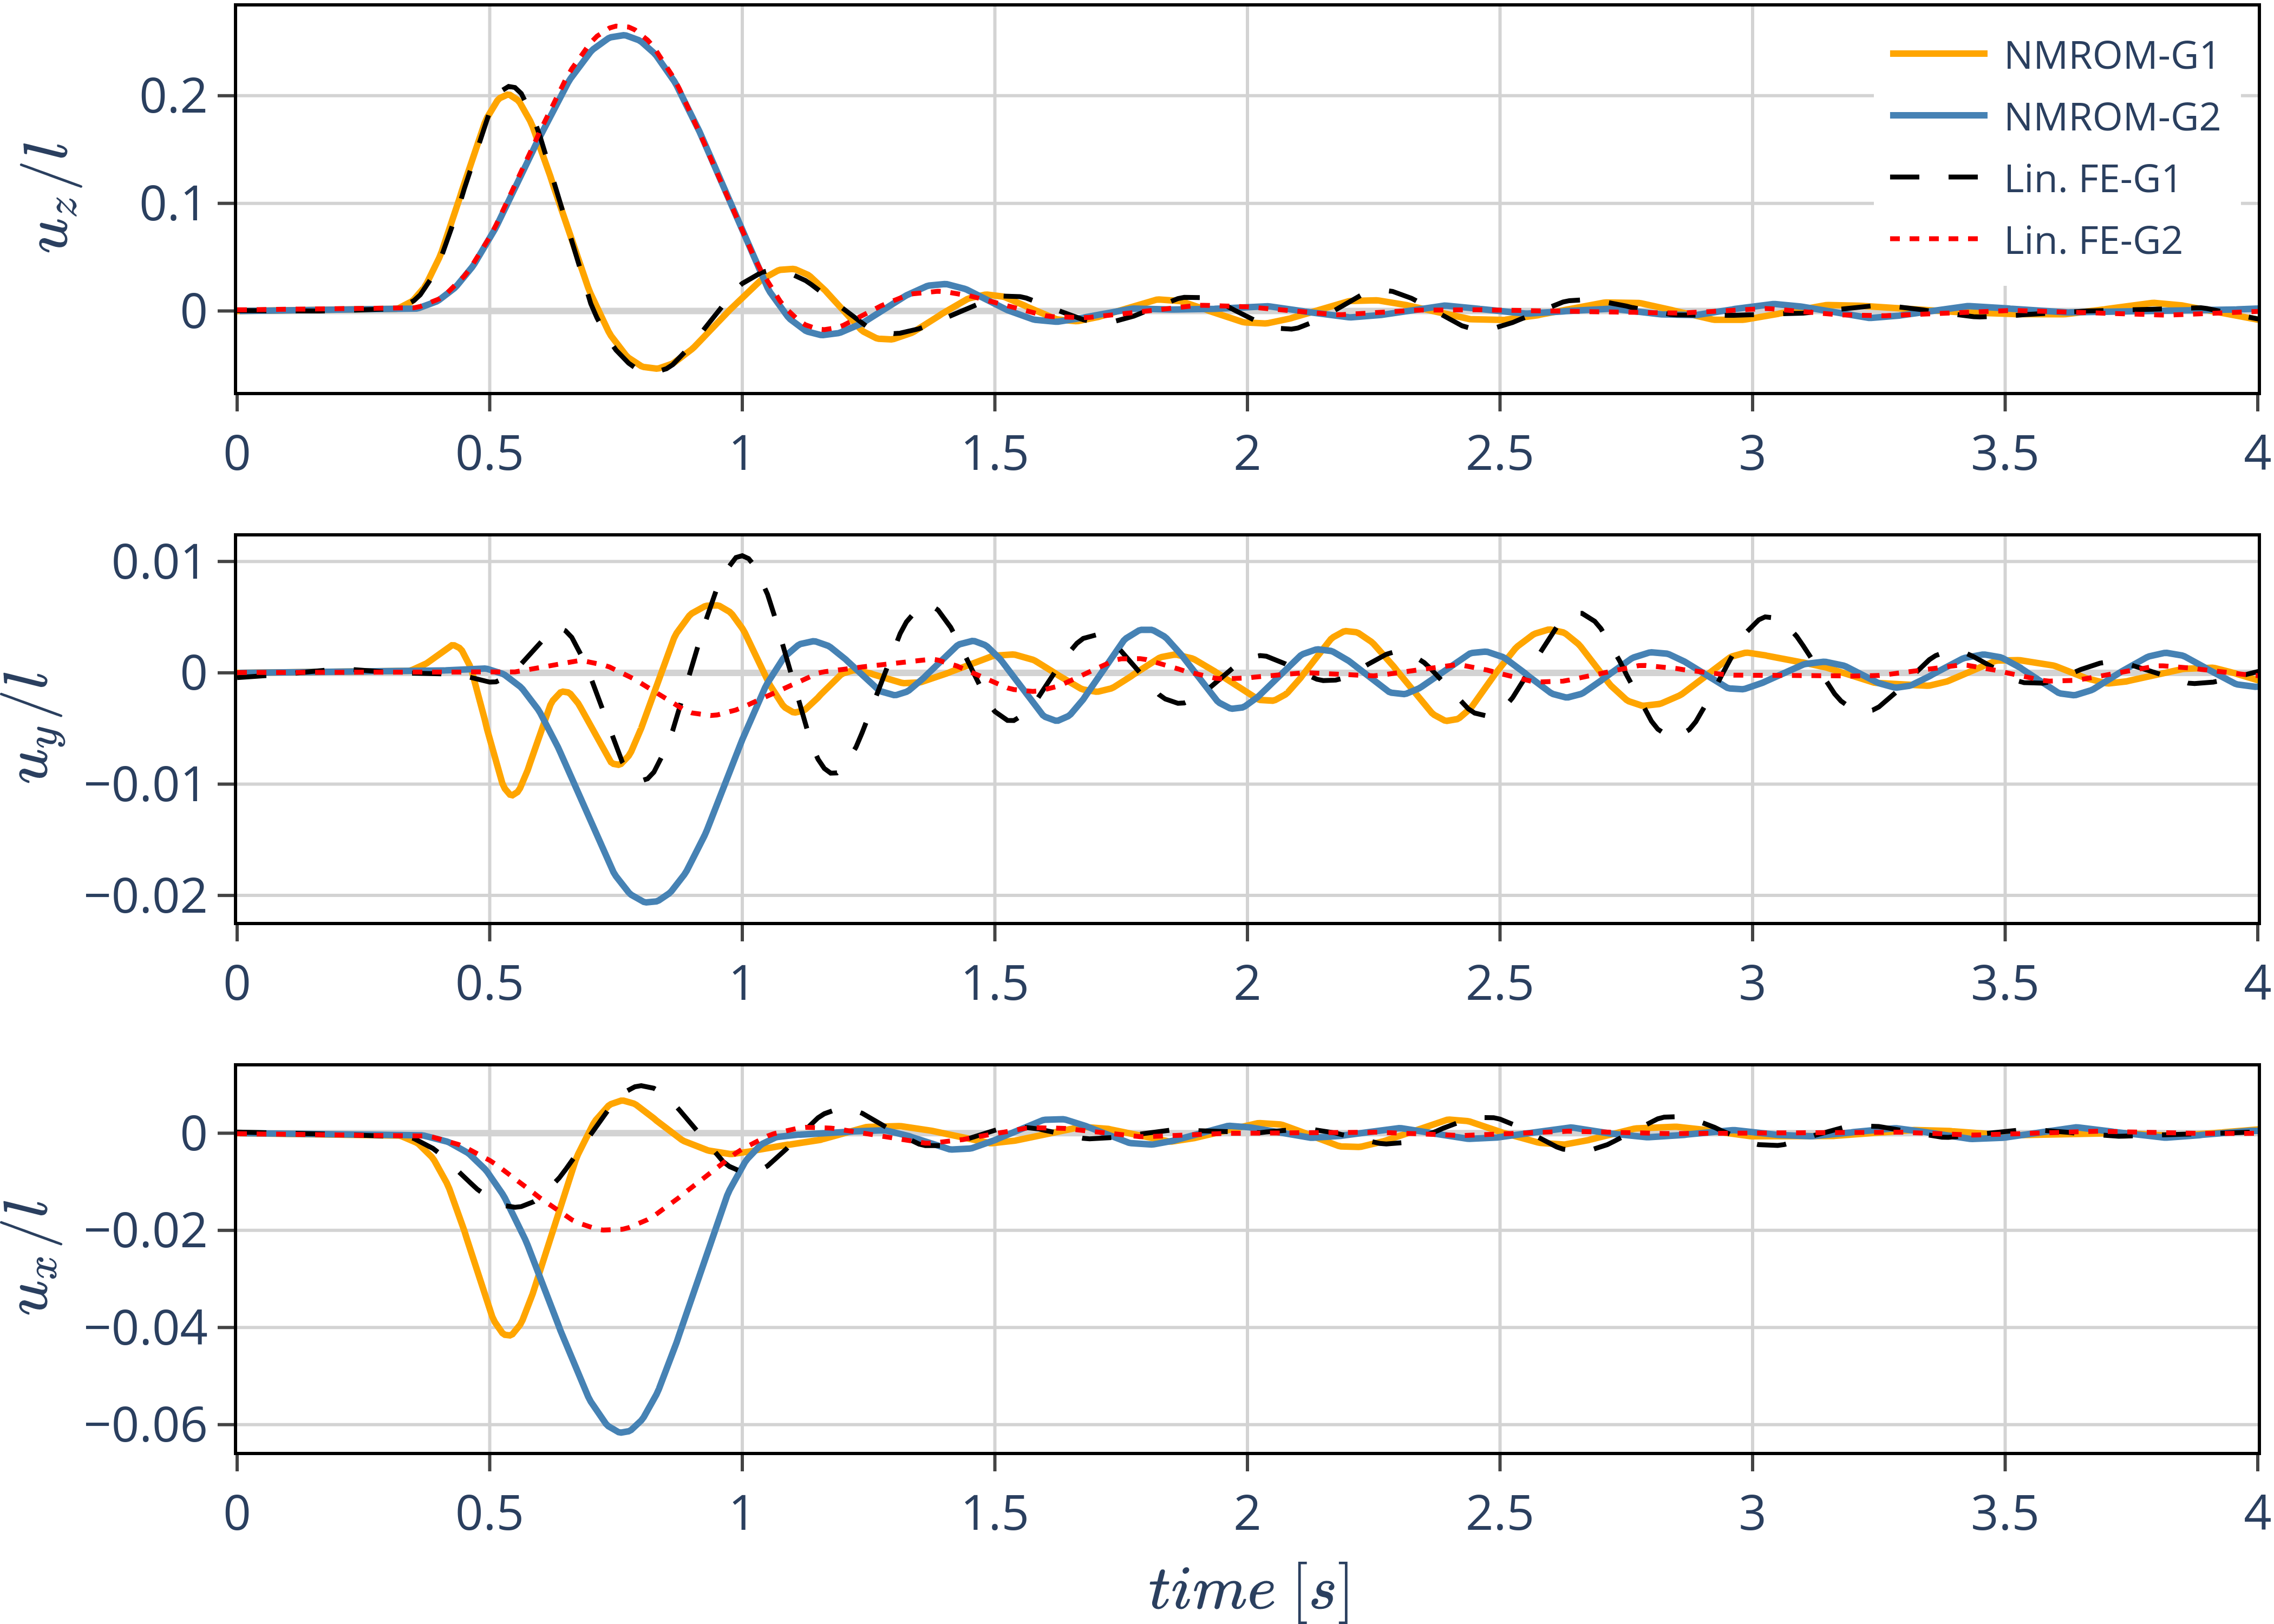 NMROM-G1
NMROM-G2
Lin. FE-G1
Lin. FE-G2
u_z/l
0.2
0.1
0
0 0.5 1 1.5 2 2.5 3 3.5 4
u_y/l
0.01
0
−0.01
−0.02
0 0.5 1 1.5 2 2.5 3 3.5 4
u_x/l
0
−0.02
−0.04
−0.06
0 0.5 1 1.5 2 2.5 3 3.5 4
time [s]